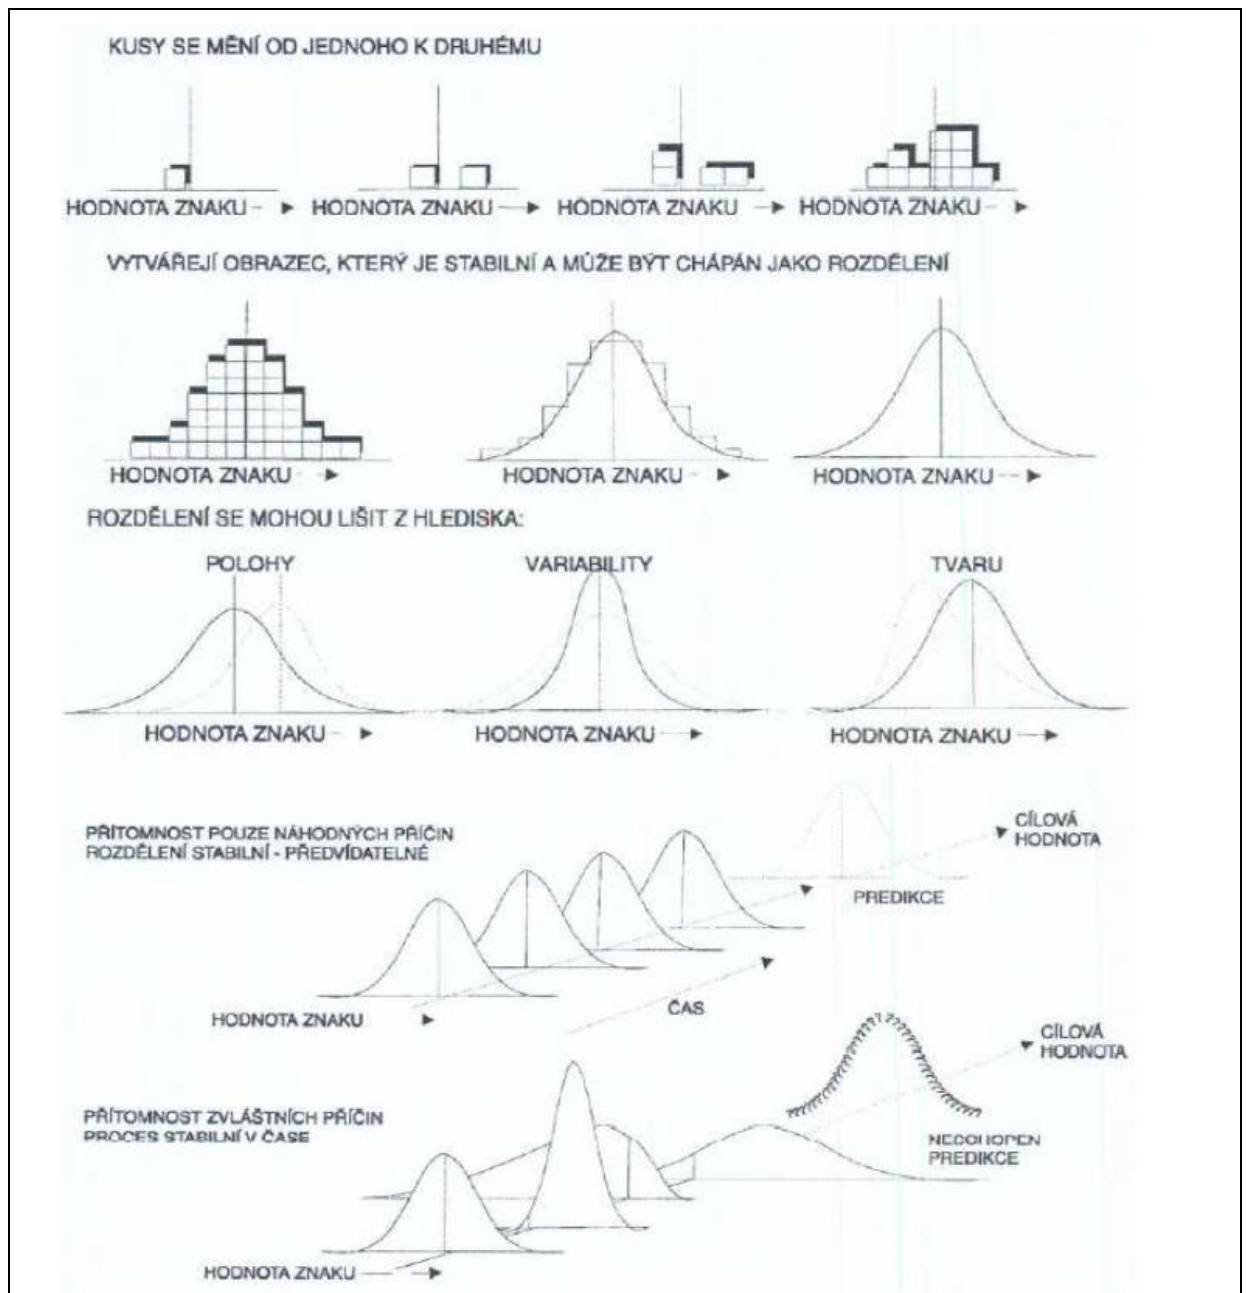 KUSY SE MĚNÍ OD JEDNOHO K DRUHÉMU
HODNOTA ZNAKU
HODNOTA ZNAKU
HODNOTA ZNAKU
HODNOTA ZNAKU
VYTVÁŘEJÍ OBRAZEC, KTERÝ JE STABILNÍ A MŮŽE BÝT CHÁPÁN JAKO ROZDĚLENÍ
HODNOTA ZNAKU
HODNOTA ZNAKU
HODNOTA ZNAKU
ROZDĚLENÍ SE MOHOU LIŠIT Z HLEDISKA:
POLOHY
VARIABILITY
TVARU
HODNOTA ZNAKU
HODNOTA ZNAKU
HODNOTA ZNAKU
PŘÍTOMNOST POUZE NÁHODNÝCH PŘÍČIN
ROZDĚLENÍ STABILNÍ - PŘEDVÍDATELNÉ
CÍLOVÁ
HODNOTA
PREDIKCE
ČAS
HODNOTA ZNAKU
CÍLOVÁ
HODNOTA
PŘÍTOMNOST ZVLÁŠTNÍCH PŘÍČIN
PROCES STABILNÍ V ČASE
PREDIKCE
HODNOTA ZNAKU